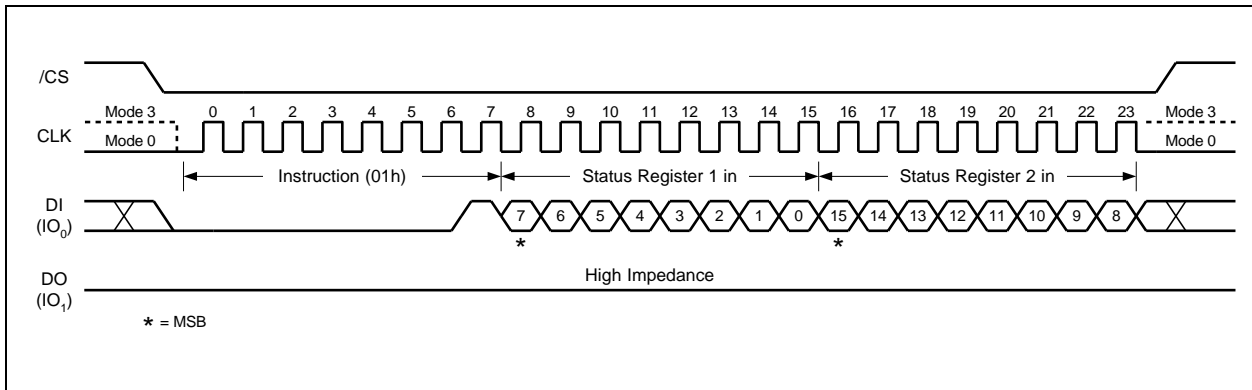 /CS
Mode 3 0 1 2 3 4 5 6 7 8 9 10 11 12 13 14 15 16 17 18 19 20 21 22 23 Mode 3
CLK
Mode 0 Mode 0
Instruction (01h) Status Register 1 in Status Register 2 in
DI
(IO0)
7 6 5 4 3 2 1 0 15 14 13 12 11 10 9 8
* *
High Impedance
DO
(IO1)
* = MSB